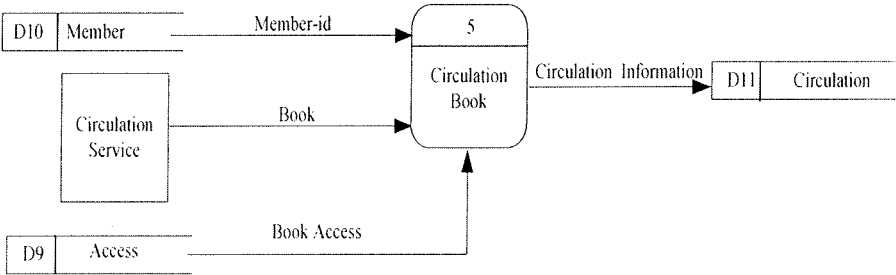 D10 Member
Member-id
5
Circulation
Book
Circulation Information
D11 Circulation
Circulation
Service
Book
D9 Access
Book Access